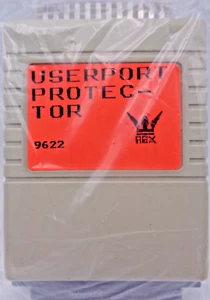 USERPORT
PROTEC-
TOR
REX
9622